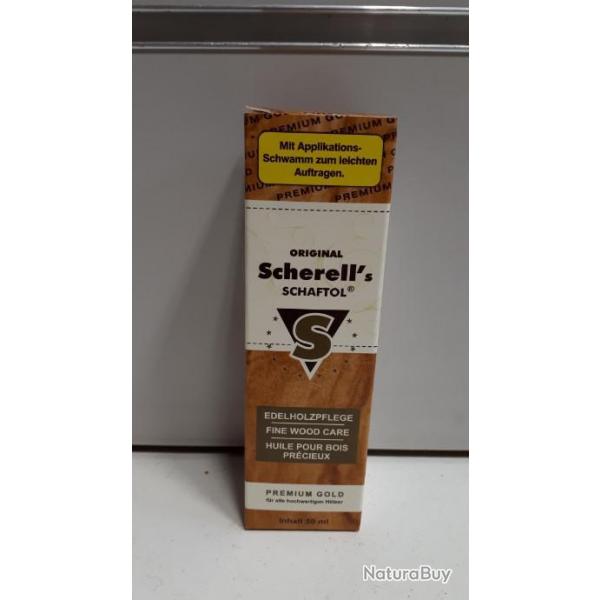 PREMIUM GOLD
Mit Applikations-
Schwamm zum leichten
Auftragen.
ORIGINAL
Scherell's
SCHAFTOL®
S
EDELHOLZPFLEGE
FINE WOOD CARE
HUILE POUR BOIS
PRÉCIEUX
PREMIUM GOLD
für alle hochwertigen Hölzer
Inhalt 50 ml
NaturaBuy